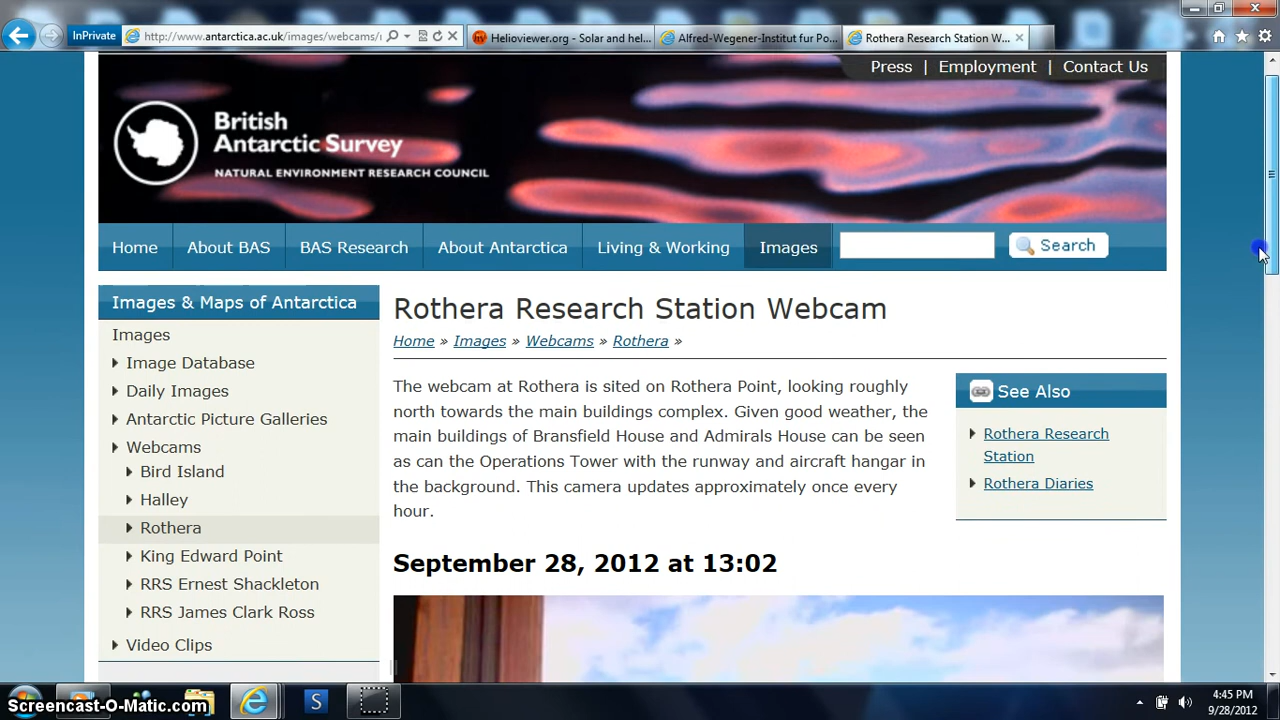 InPrivate
http://www.antarctica.ac.uk/images/webcams/
Helioviewer.org - Solar and hel...
Alfred-Wegener-Institut fur Po...
Rothera Research Station W...
Press | Employment | Contact Us
British
Antarctic Survey
NATURAL ENVIRONMENT RESEARCH COUNCIL
Home
About BAS
BAS Research
About Antarctica
Living & Working
Images
Search
Images & Maps of Antarctica
Images
Image Database
Daily Images
Antarctic Picture Galleries
Webcams
Bird Island
Halley
Rothera
King Edward Point
RRS Ernest Shackleton
RRS James Clark Ross
Video Clips
Rothera Research Station Webcam
Home » Images » Webcams » Rothera »
The webcam at Rothera is sited on Rothera Point, looking roughly
north towards the main buildings complex. Given good weather, the
main buildings of Bransfield House and Admirals House can be seen
as can the Operations Tower with the runway and aircraft hangar in
the background. This camera updates approximately once every
hour.
See Also
Rothera Research
Station
Rothera Diaries
September 28, 2012 at 13:02
Screencast-O-Matic.com
S
4:45 PM
9/28/2012